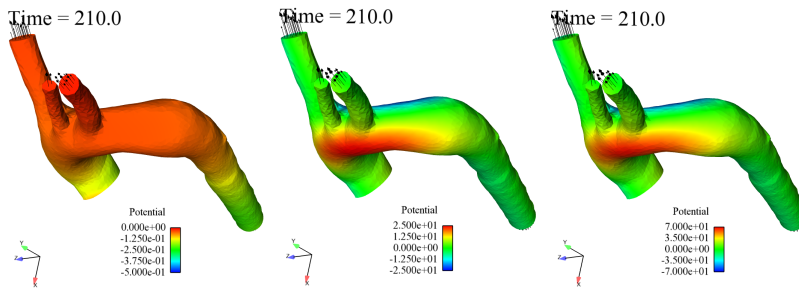 Time = 210.0
Potential
0.000e+00
-1.250e-01
-2.500e-01
-3.750e-01
-5.000e-01
Y
Z
X
Time = 210.0
Potential
2.500e+01
1.250e+01
0.000e+00
-1.250e+01
-2.500e+01
Y
Z
X
Time = 210.0
Potential
7.000e+01
3.500e+01
0.000e+00
-3.500e+01
-7.000e+01
Y
Z
X